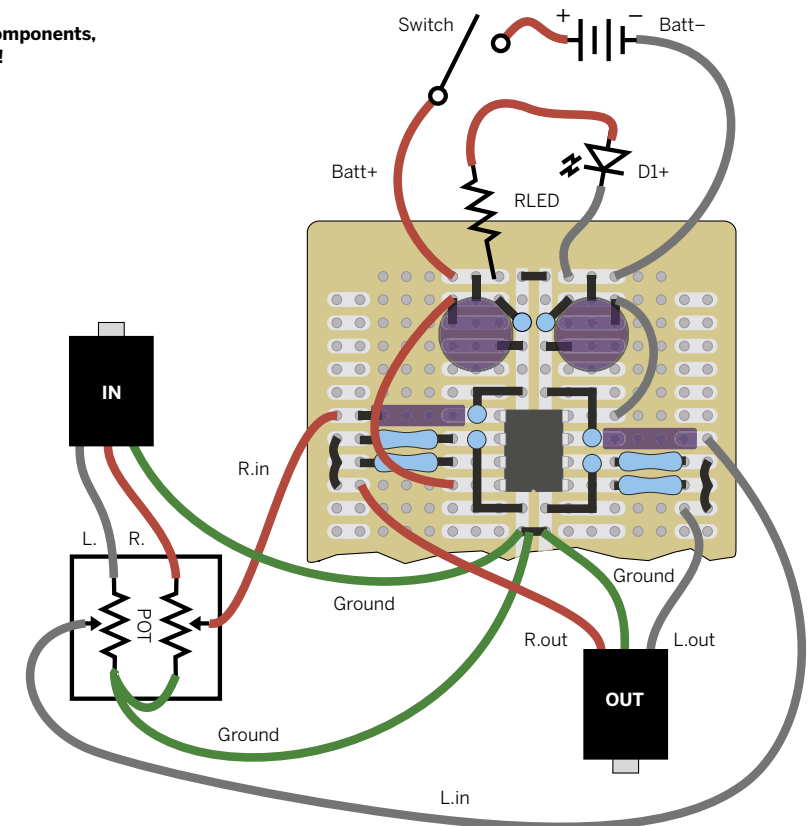 omponents,
!
Switch
+
−
Batt−
Batt+
RLED
D1+
IN
R.in
L.
R.
POT
Ground
Ground
R.out
L.out
OUT
Ground
L.in